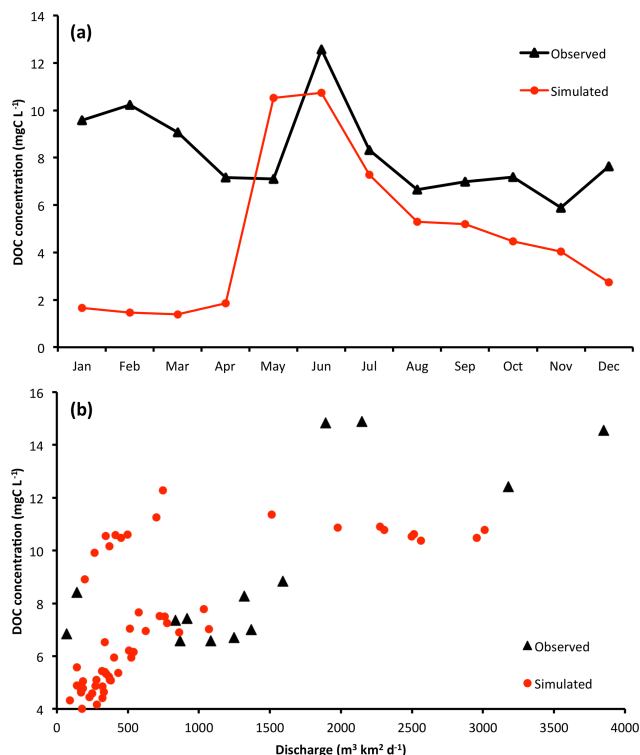 (a)
14
12
10
8
6
4
2
0
DOC concentration (mgC L⁻¹)
Observed
Simulated
Jan Feb Mar Apr May Jun Jul Aug Sep Oct Nov Dec
(b)
16
14
12
10
8
6
4
DOC concentration (mgC L⁻¹)
Observed
Simulated
0 500 1000 1500 2000 2500 3000 3500 4000
Discharge (m³ km² d⁻¹)